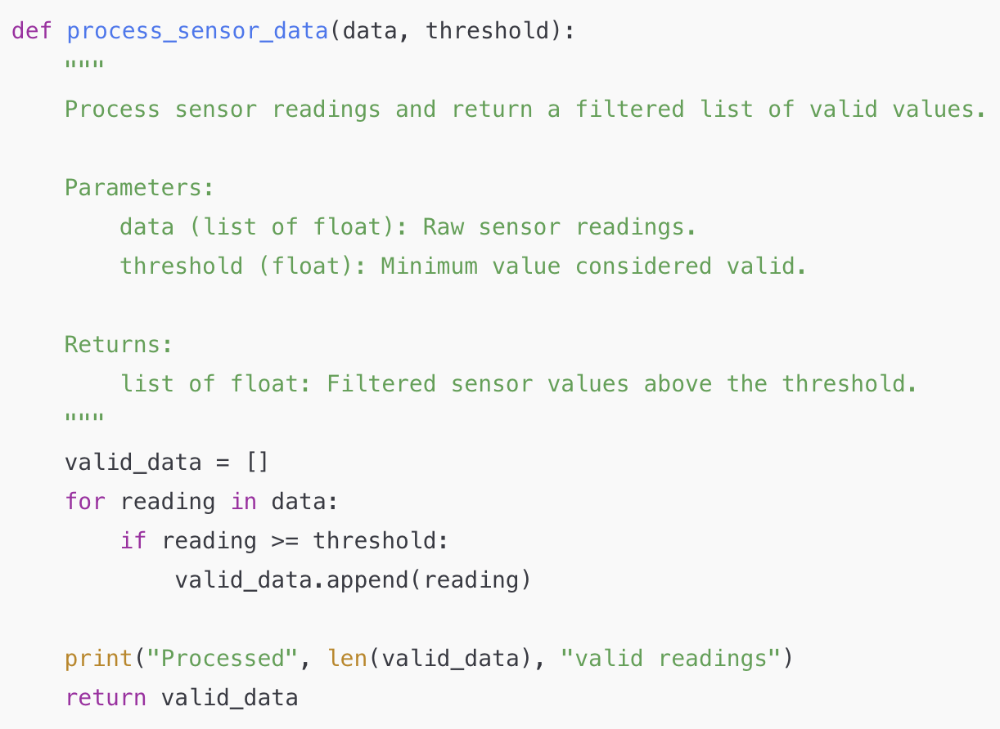 def process_sensor_data(data, threshold):
    """
    Process sensor readings and return a filtered list of valid values.

    Parameters:
        data (list of float): Raw sensor readings.
        threshold (float): Minimum value considered valid.

    Returns:
        list of float: Filtered sensor values above the threshold.
    """
    valid_data = []
    for reading in data:
        if reading >= threshold:
            valid_data.append(reading)

    print("Processed", len(valid_data), "valid readings")
    return valid_data